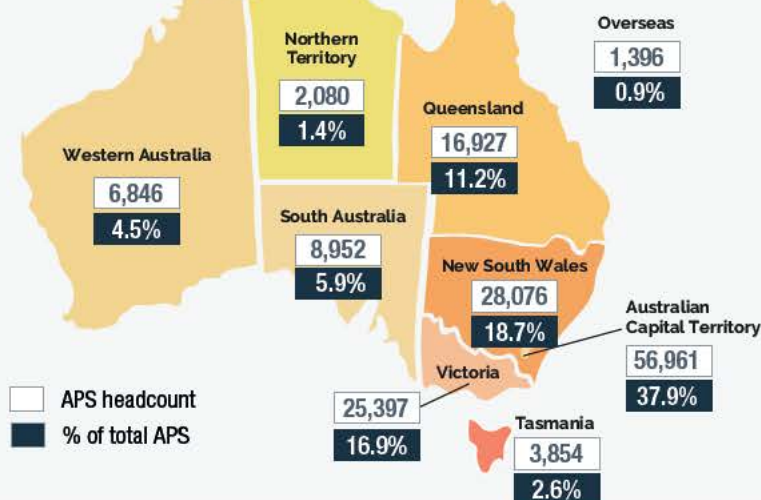 Overseas
1,396
0.9%
Northern
Territory
2,080
1.4%
Queensland
16,927
11.2%
Western Australia
6,846
4.5%
South Australia
8,952
5.9%
New South Wales
28,076
18.7%
Australian
Capital Territory
56,961
37.9%
Victoria
25,397
16.9%
Tasmania
3,854
2.6%
APS headcount
% of total APS